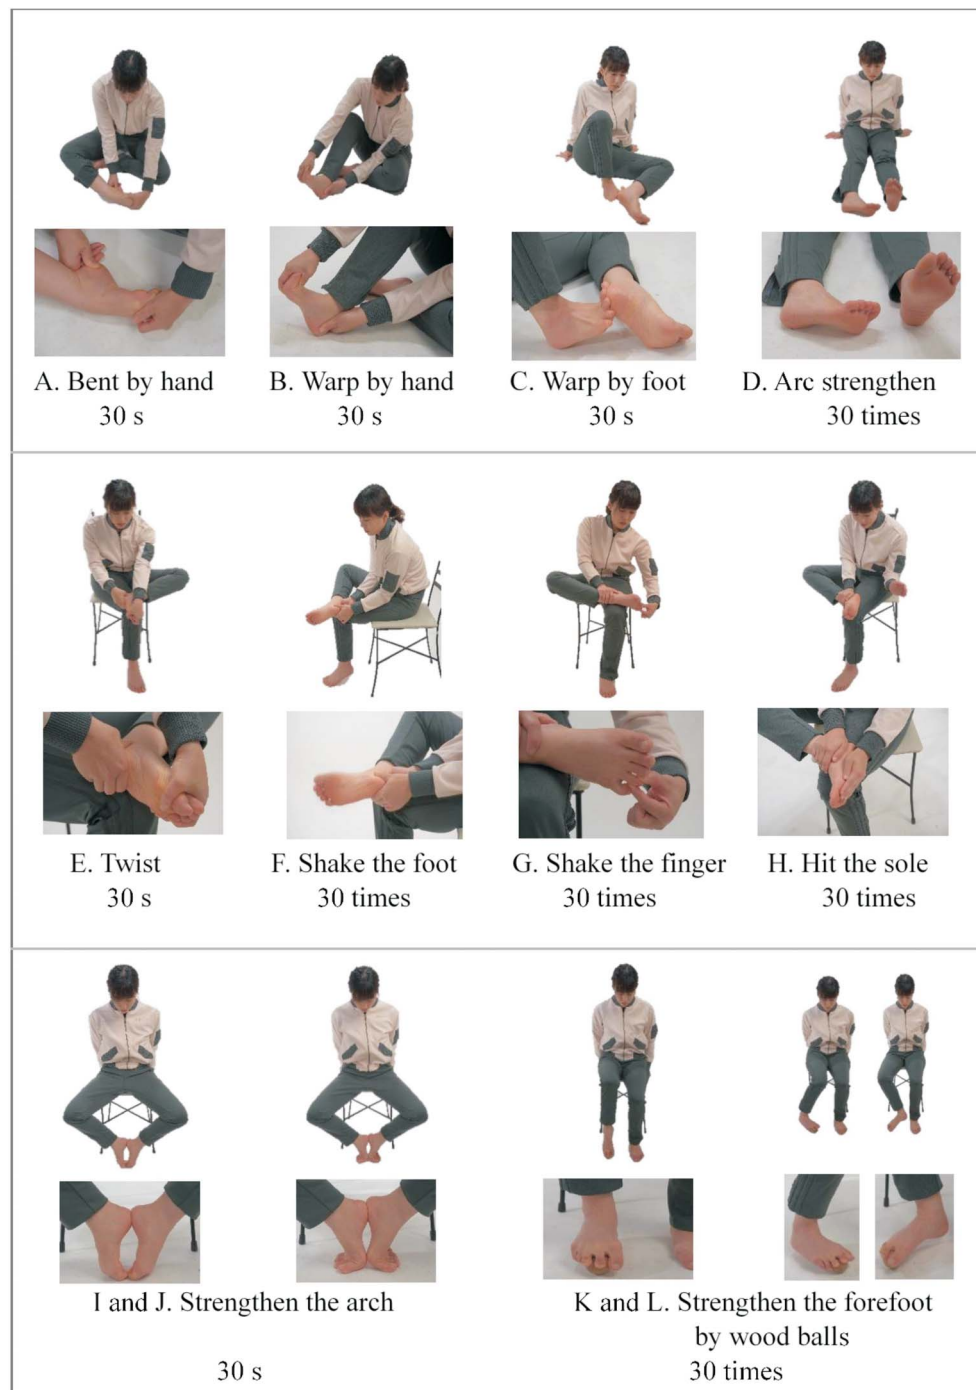 A. Bent by hand
30 s
B. Warp by hand
30 s
C. Warp by foot
30 s
D. Arc strengthen
30 times
E. Twist
30 s
F. Shake the foot
30 times
G. Shake the finger
30 times
H. Hit the sole
30 times
I and J. Strengthen the arch
30 s
K and L. Strengthen the forefoot
by wood balls
30 times